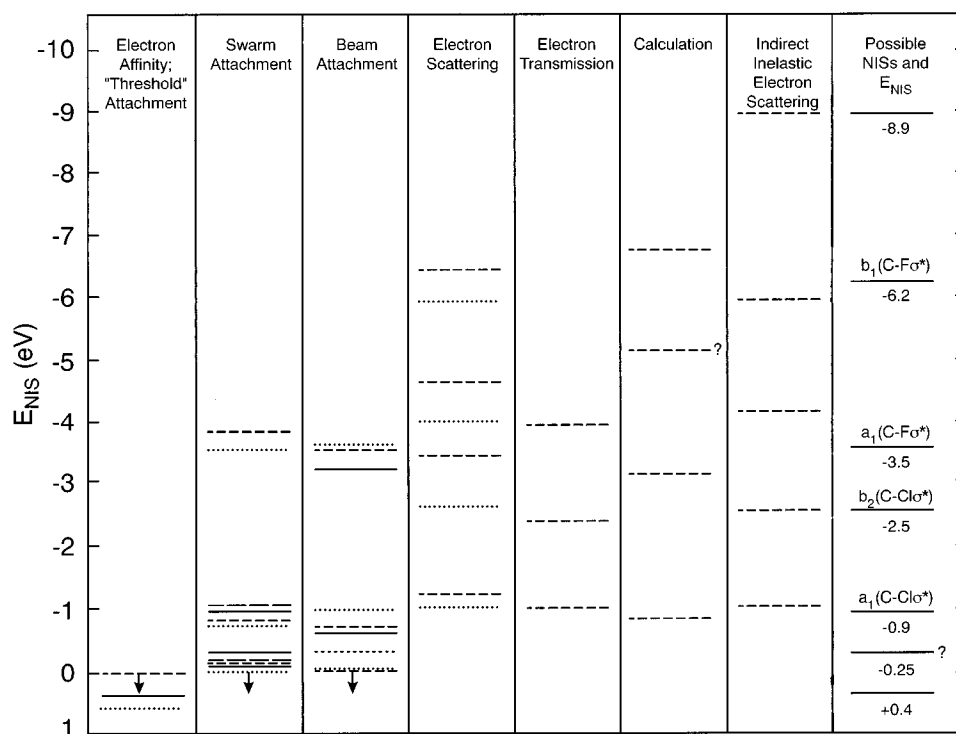 Electron
Affinity;
"Threshold"
Attachment
Swarm
Attachment
Beam
Attachment
Electron
Scattering
Electron
Transmission
Calculation
Indirect
Inelastic
Electron
Scattering
Possible
NISs and
E_NIS
E_NIS (eV)
-10
-9
-8
-7
-6
-5
-4
-3
-2
-1
0
1
?
-8.9
b₁(C-Fσ*)
-6.2
a₁(C-Fσ*)
-3.5
b₂(C-Clσ*)
-2.5
a₁(C-Clσ*)
-0.9
?
-0.25
+0.4